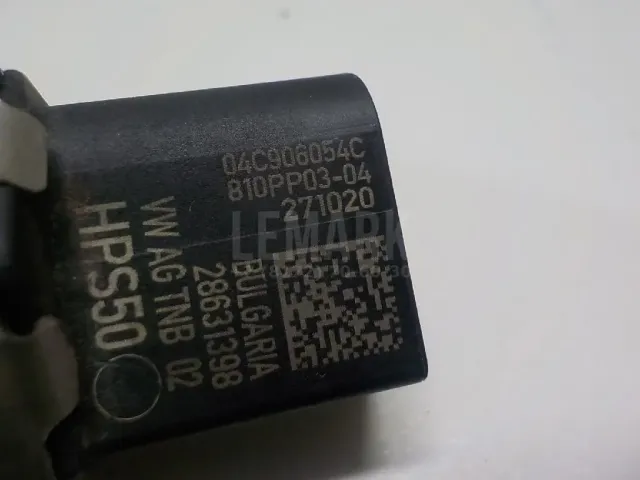 04C906054C
810PP03-04
271020
BULGARIA
28631398
VW AG TNB 02
HPS50
LEMARK